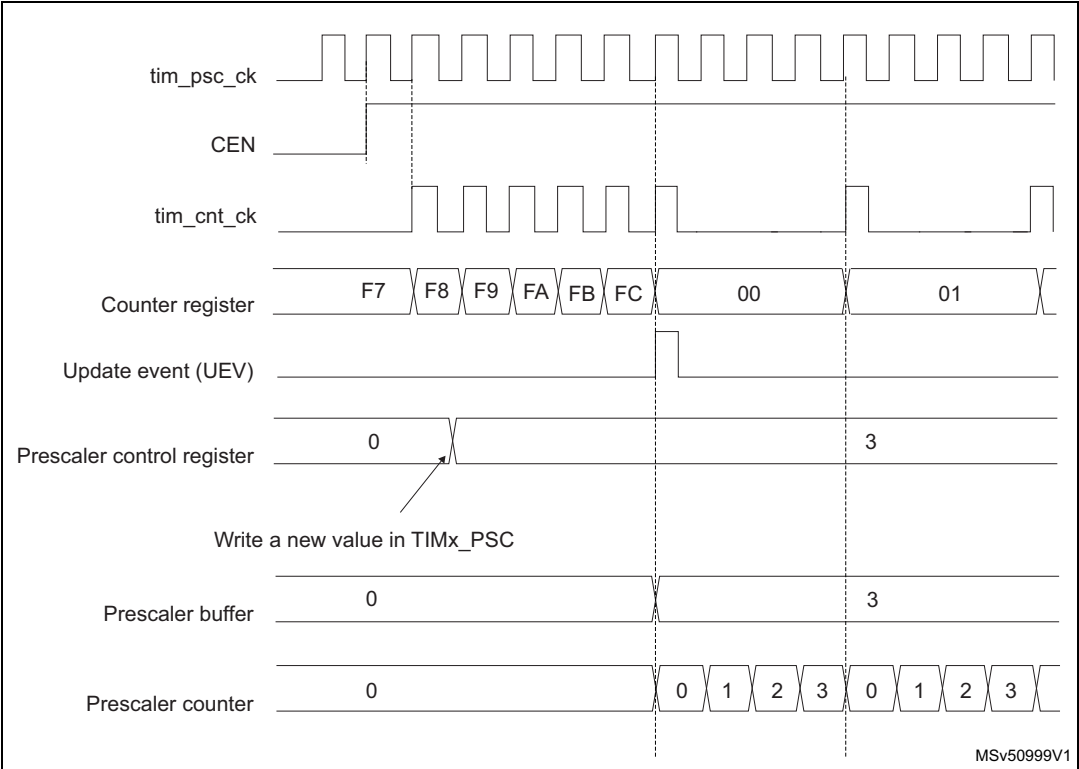 tim_psc_ck
CEN
tim_cnt_ck
Counter register F7 F8 F9 FA FB FC 00 01
Update event (UEV)
Prescaler control register 0 3
Write a new value in TIMx_PSC
Prescaler buffer 0 3
Prescaler counter 0 0 1 2 3 0 1 2 3
MSv50999V1